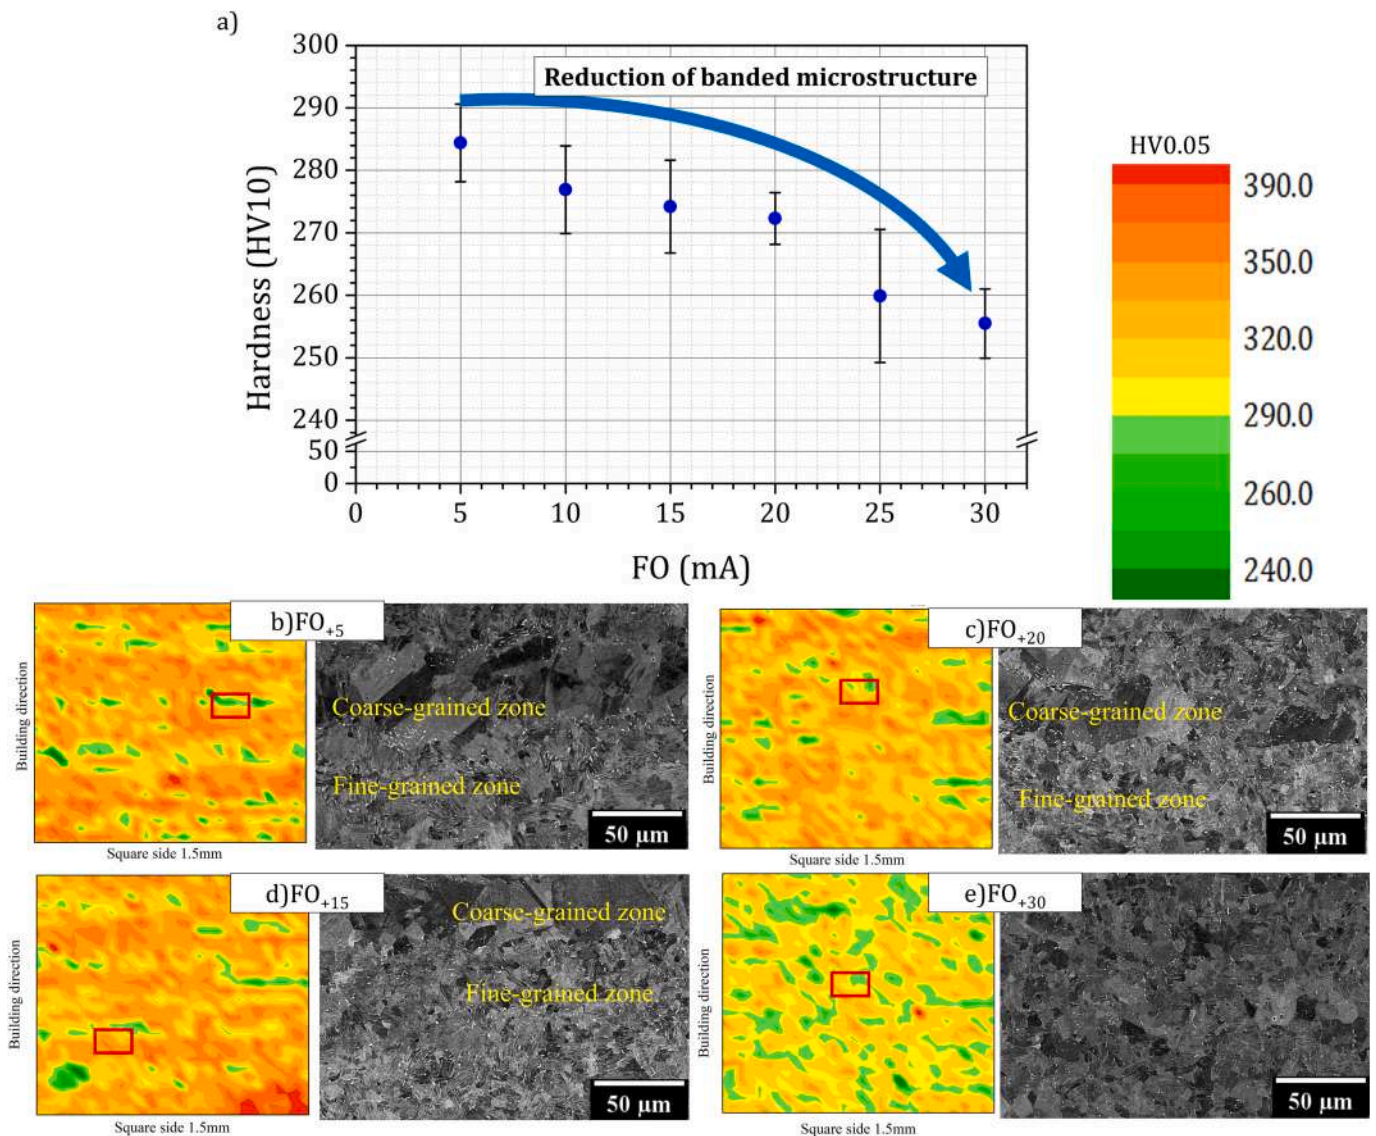 a)
300
290
280
270
260
250
240
50
0
Hardness (HV10)
Reduction of banded microstructure
0 5 10 15 20 25 30
FO (mA)
HV0.05
390.0
350.0
320.0
290.0
260.0
240.0
b)FO+5
Building direction
Coarse-grained zone
Fine-grained zone
50 μm
Square side 1.5mm
c)FO+20
Building direction
Coarse-grained zone
Fine-grained zone
50 μm
Square side 1.5mm
d)FO+15
Building direction
Coarse-grained zone
Fine-grained zone
50 μm
Square side 1.5mm
e)FO+30
Building direction
50 μm
Square side 1.5mm